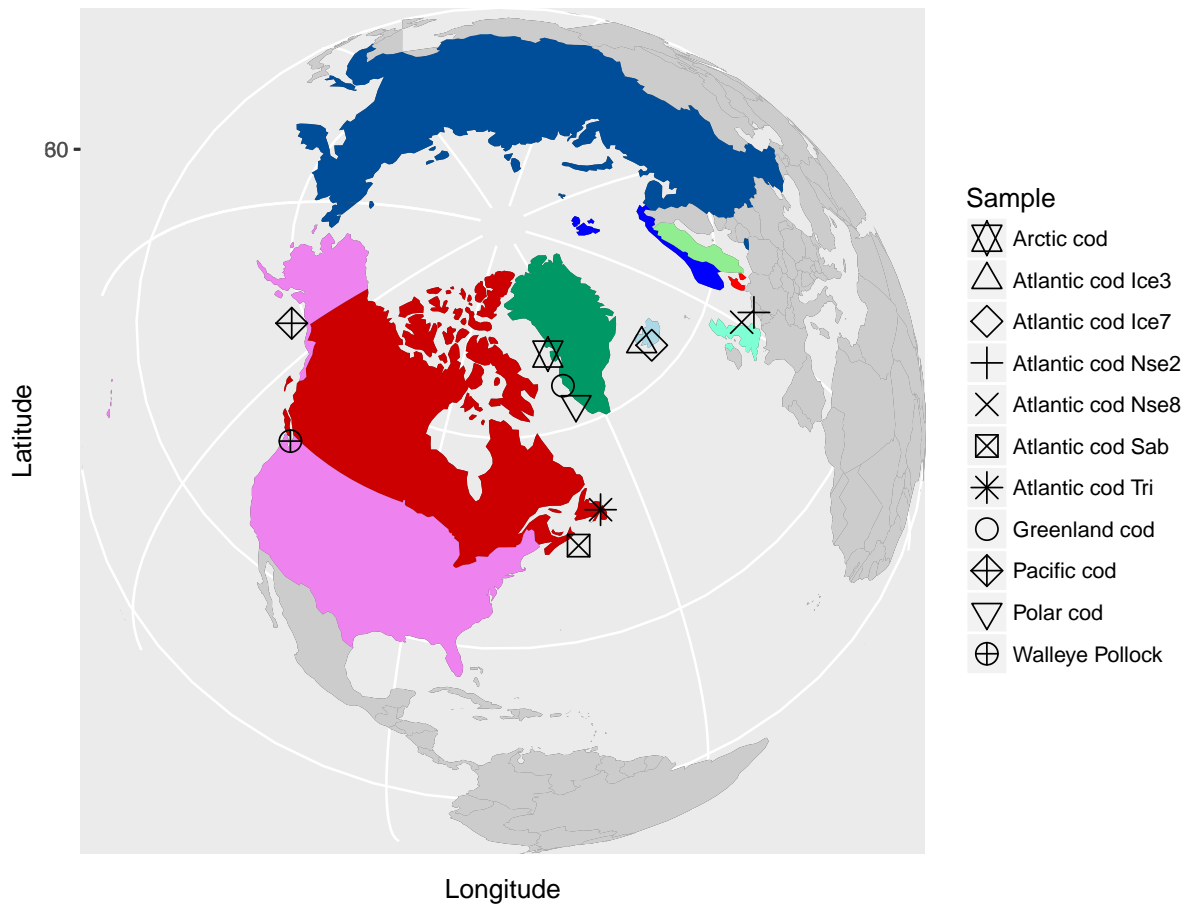 60
Latitude
Longitude
Sample
Arctic cod
Atlantic cod Ice3
Atlantic cod Ice7
Atlantic cod Nse2
Atlantic cod Nse8
Atlantic cod Sab
Atlantic cod Tri
Greenland cod
Pacific cod
Polar cod
Walleye Pollock